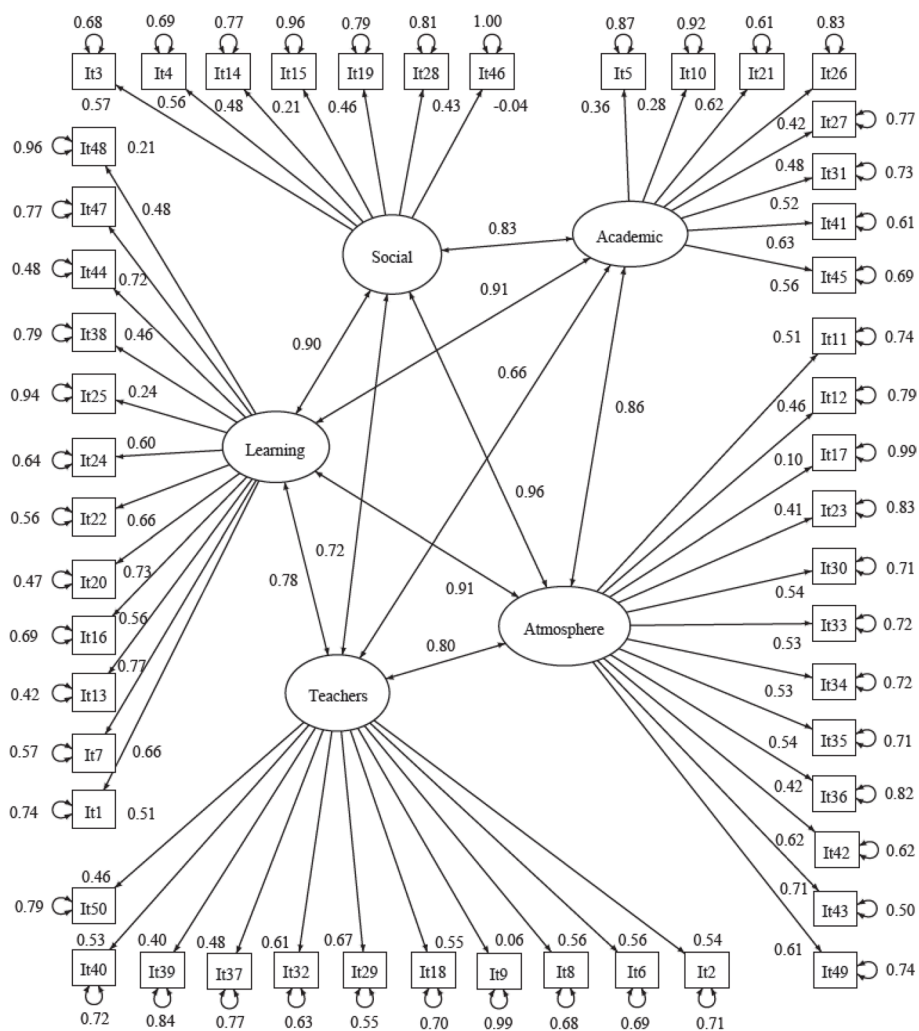 0.68 0.69 0.77 0.96 0.79 0.81 1.00 0.87 0.92 0.61 0.83
It3 It4 It14 It15 It19 It28 It46 It5 It10 It21 It26
0.57 0.56 0.48 0.21 0.46 0.43 -0.04 0.36 0.28 0.62
0.42 It27 0.77
0.96 It48 0.21
0.48 It31 0.73
0.77 It47 0.48
0.52 It41 0.61
Social 0.83 Academic
0.63
0.48 It44 0.72
0.56 It45 0.69
0.91
0.79 It38 0.46
0.90
0.51 It11 0.74
0.66
0.94 It25 0.24
0.46 It12 0.79
0.86
Learning
0.64 It24 0.60
0.10 It17 0.99
0.96
0.56 It22 0.66
0.41 It23 0.83
0.72
0.78
0.91
0.47 It20 0.73
It30 0.71
0.54
0.56
0.69 It16
Atmosphere
It33 0.72
0.53
0.80
0.77
0.42 It13
Teachers
It34 0.72
0.53
0.57 It7 0.66
It35 0.71
0.54
0.74 It1 0.51
0.42 It36 0.82
0.62 It42 0.62
0.46
0.79 It50
0.71 It43 0.50
0.53 0.40 0.48 0.61 0.67 0.55 0.06 0.56 0.56 0.54 0.61
It40 It39 It37 It32 It29 It18 It9 It8 It6 It2 It49 0.74
0.72 0.84 0.77 0.63 0.55 0.70 0.99 0.68 0.69 0.71